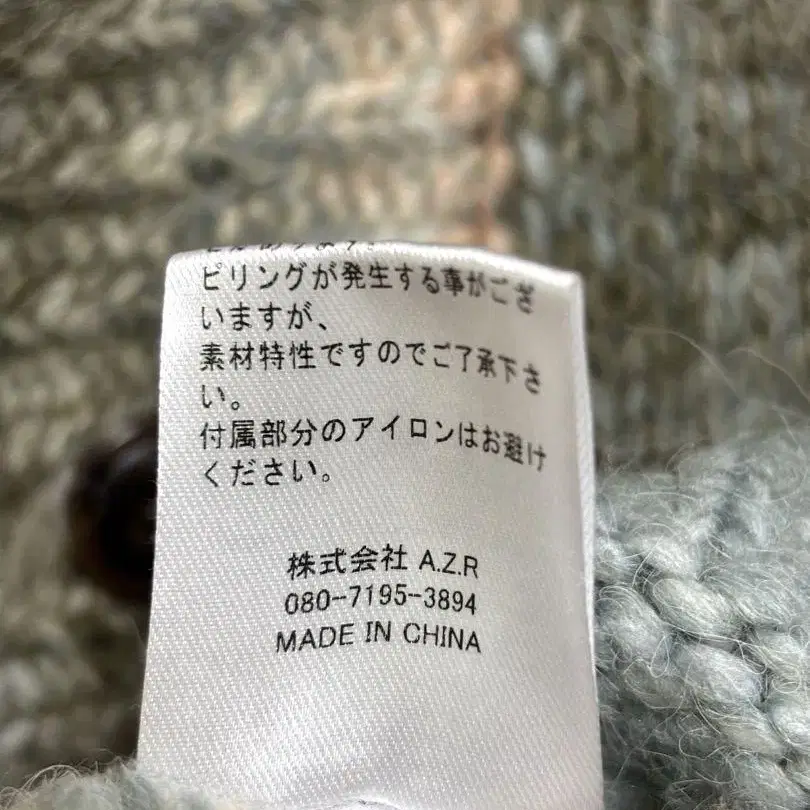 ピリングが発生する事がござ
いますが、
素材特性ですのでご了承下さ
い。
付属部分のアイロンはお避け
ください。
株式会社 A.Z.R
080-7195-3894
MADE IN CHINA